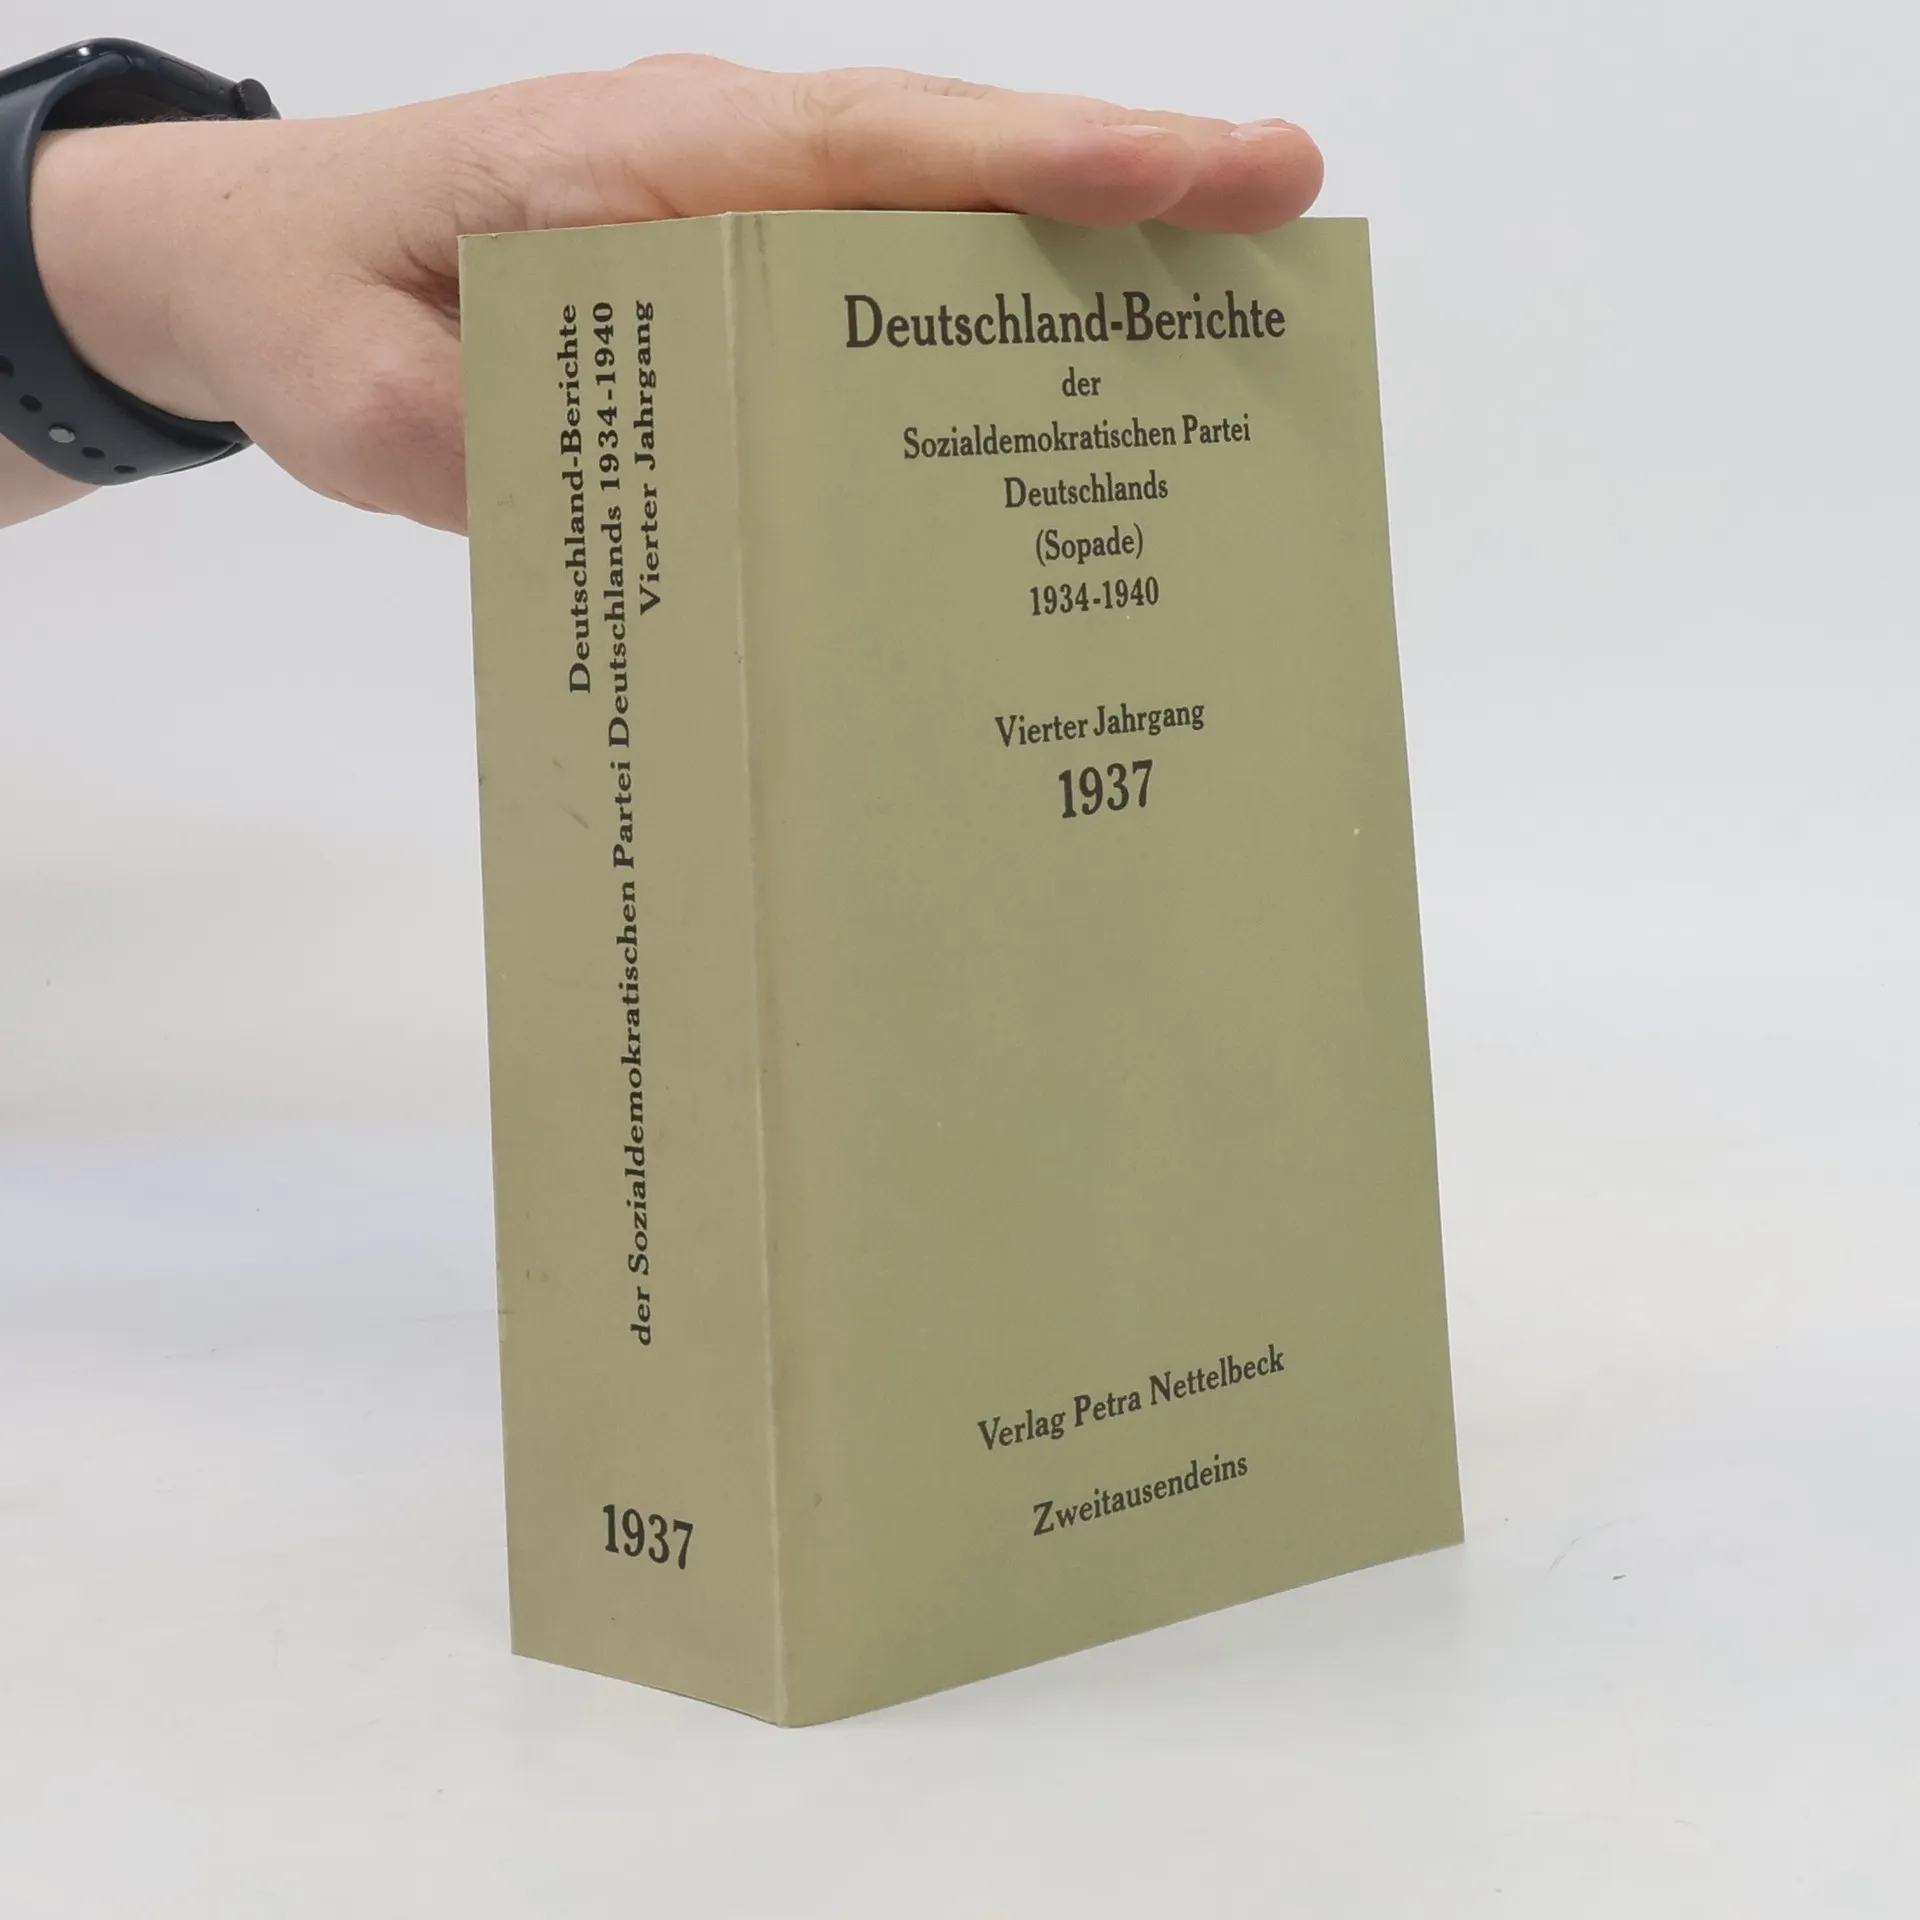 Deutschland-Berichte
der Sozialdemokratischen Partei Deutschlands 1934-1940
Vierter Jahrgang
1937
Deutschland-Berichte
der
Sozialdemokratischen Partei
Deutschlands
(Sopade)
1934-1940
Vierter Jahrgang
1937
Verlag Petra Nettelbeck
Zweitausendeins